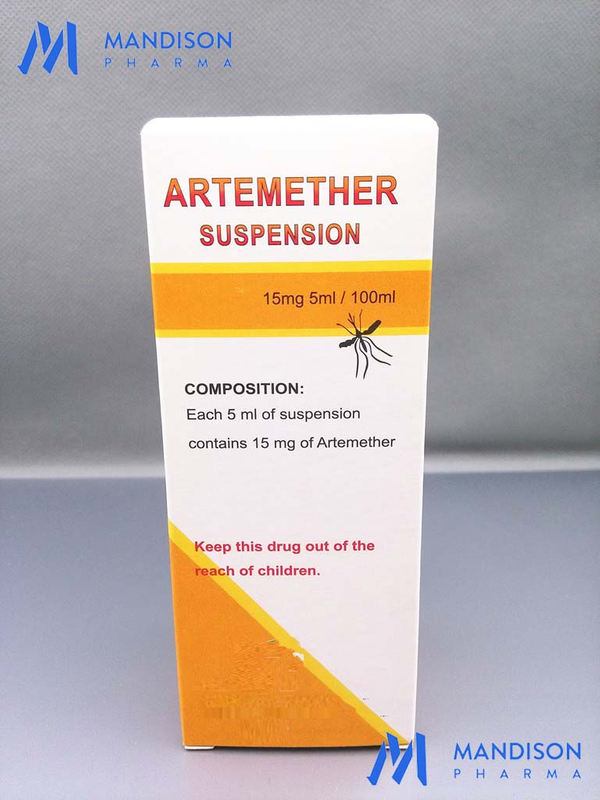 MANDISON
PHARMA
ARTEMETHER
SUSPENSION
15mg 5ml / 100ml
COMPOSITION:
Each 5 ml of suspension
contains 15 mg of Artemether
Keep this drug out of the
reach of children.
MANDISON
PHARMA